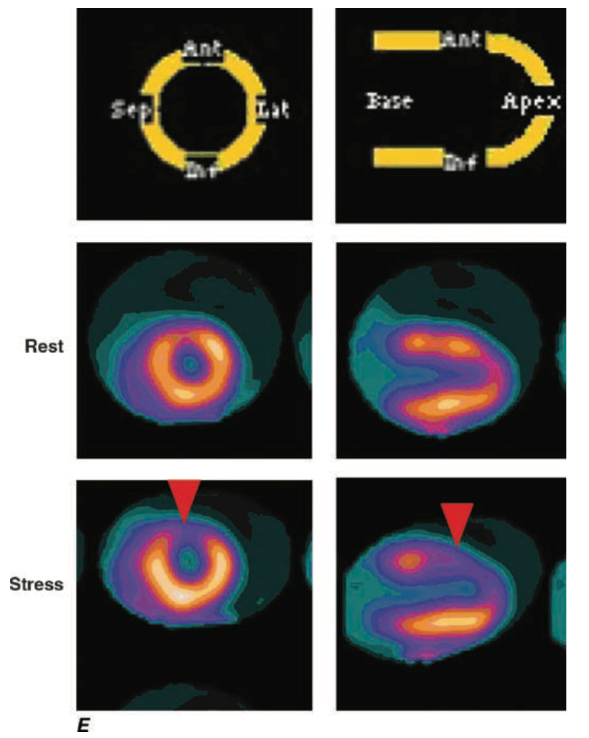 Ant Ant
Sep Lat Base Apex
Inf Inf
Rest
Stress
E